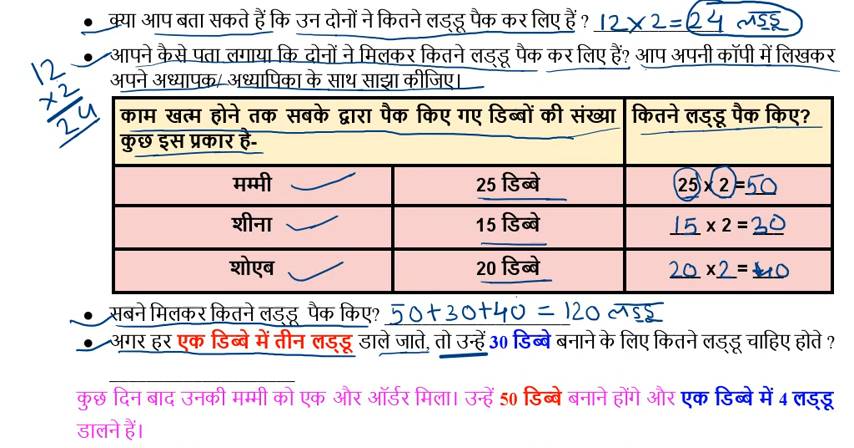 • क्या आप बता सकते हैं कि उन दोनों ने कितने लड्डू पैक कर लिए हैं ? 12 x 2 = 24 लड्डू
• आपने कैसे पता लगाया कि दोनों ने मिलकर कितने लड्डू पैक कर लिए हैं? आप अपनी कॉपी में लिखकर
अपने अध्यापक/ अध्यापिका के साथ साझा कीजिए।
12
x2
24
काम खत्म होने तक सबके द्वारा पैक किए गए डिब्बों की संख्या
कुछ इस प्रकार है-
कितने लड्डू पैक किए?
मम्मी 25 डिब्बे 25 x 2 = 50
शीना 15 डिब्बे 15 x 2 = 30
शोएब 20 डिब्बे 20 x 2 = 40
• सबने मिलकर कितने लड्डू पैक किए? 50+30+40 = 120 लड्डू
• अगर हर एक डिब्बे में तीन लड्डू डाले जाते, तो उन्हें 30 डिब्बे बनाने के लिए कितने लड्डू चाहिए होते ?
कुछ दिन बाद उनकी मम्मी को एक और ऑर्डर मिला। उन्हें 50 डिब्बे बनाने होंगे और एक डिब्बे में 4 लड्डू
डालने हैं।